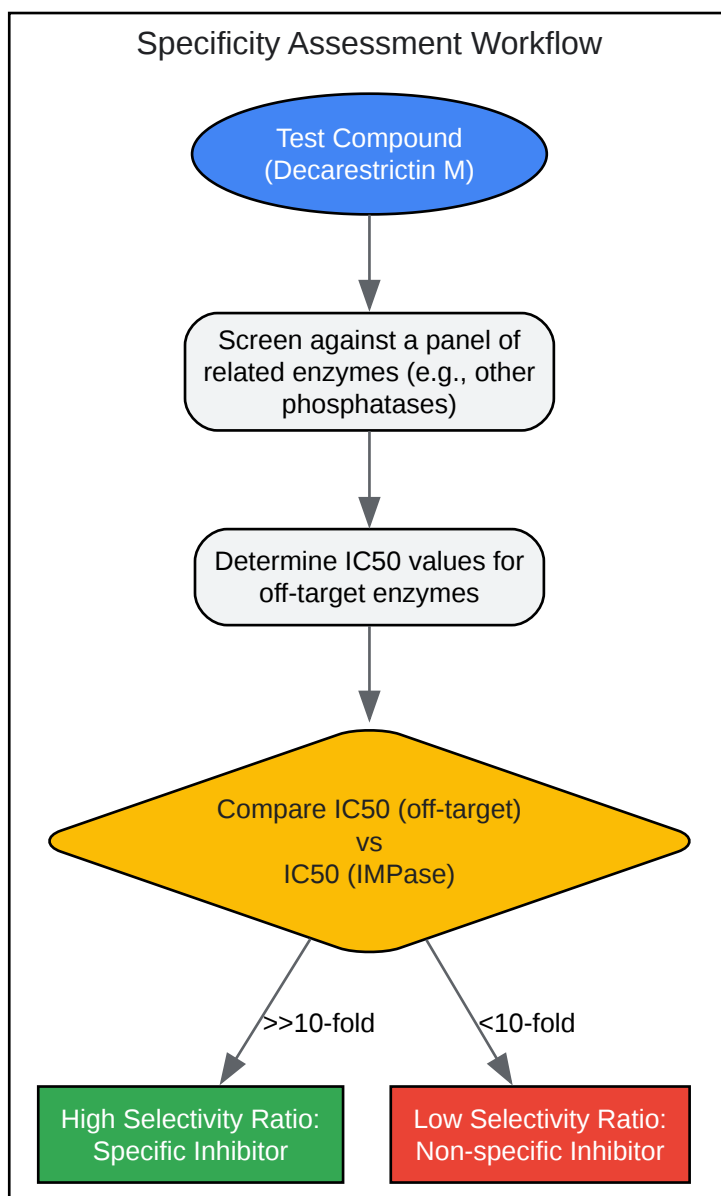 Specificity Assessment Workflow
Test Compound
(Decarestrictin M)
Screen against a panel of
related enzymes (e.g., other
phosphatases)
Determine IC50 values for
off-target enzymes
Compare IC50 (off-target)
vs
IC50 (IMPase)
>>10-fold
<10-fold
High Selectivity Ratio:
Specific Inhibitor
Low Selectivity Ratio:
Non-specific Inhibitor